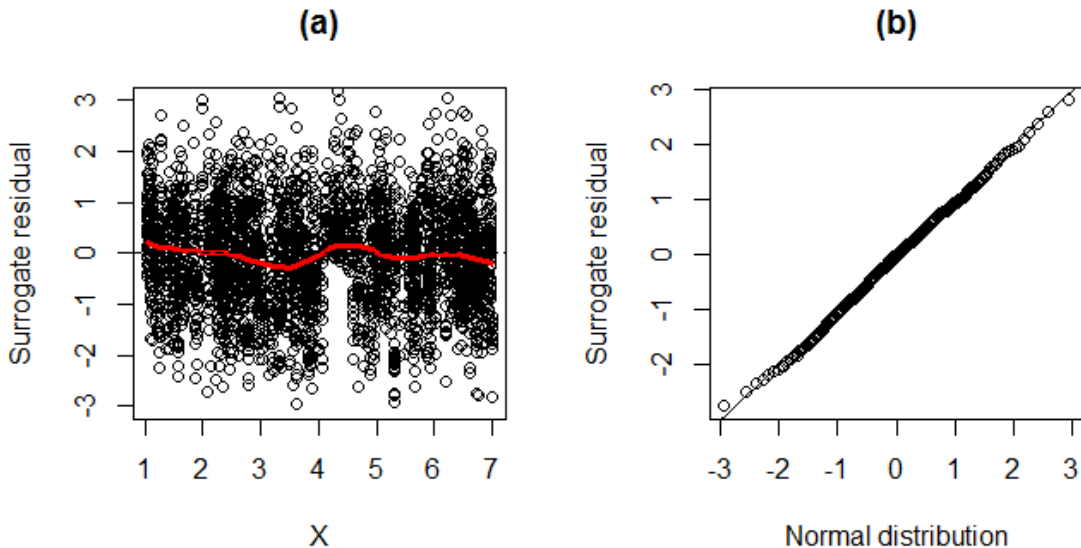 (a)
Surrogate residual
3
2
1
0
-1
-2
-3
1 2 3 4 5 6 7
X
(b)
Surrogate residual
3
2
1
0
-1
-2
-3 -2 -1 0 1 2 3
Normal distribution